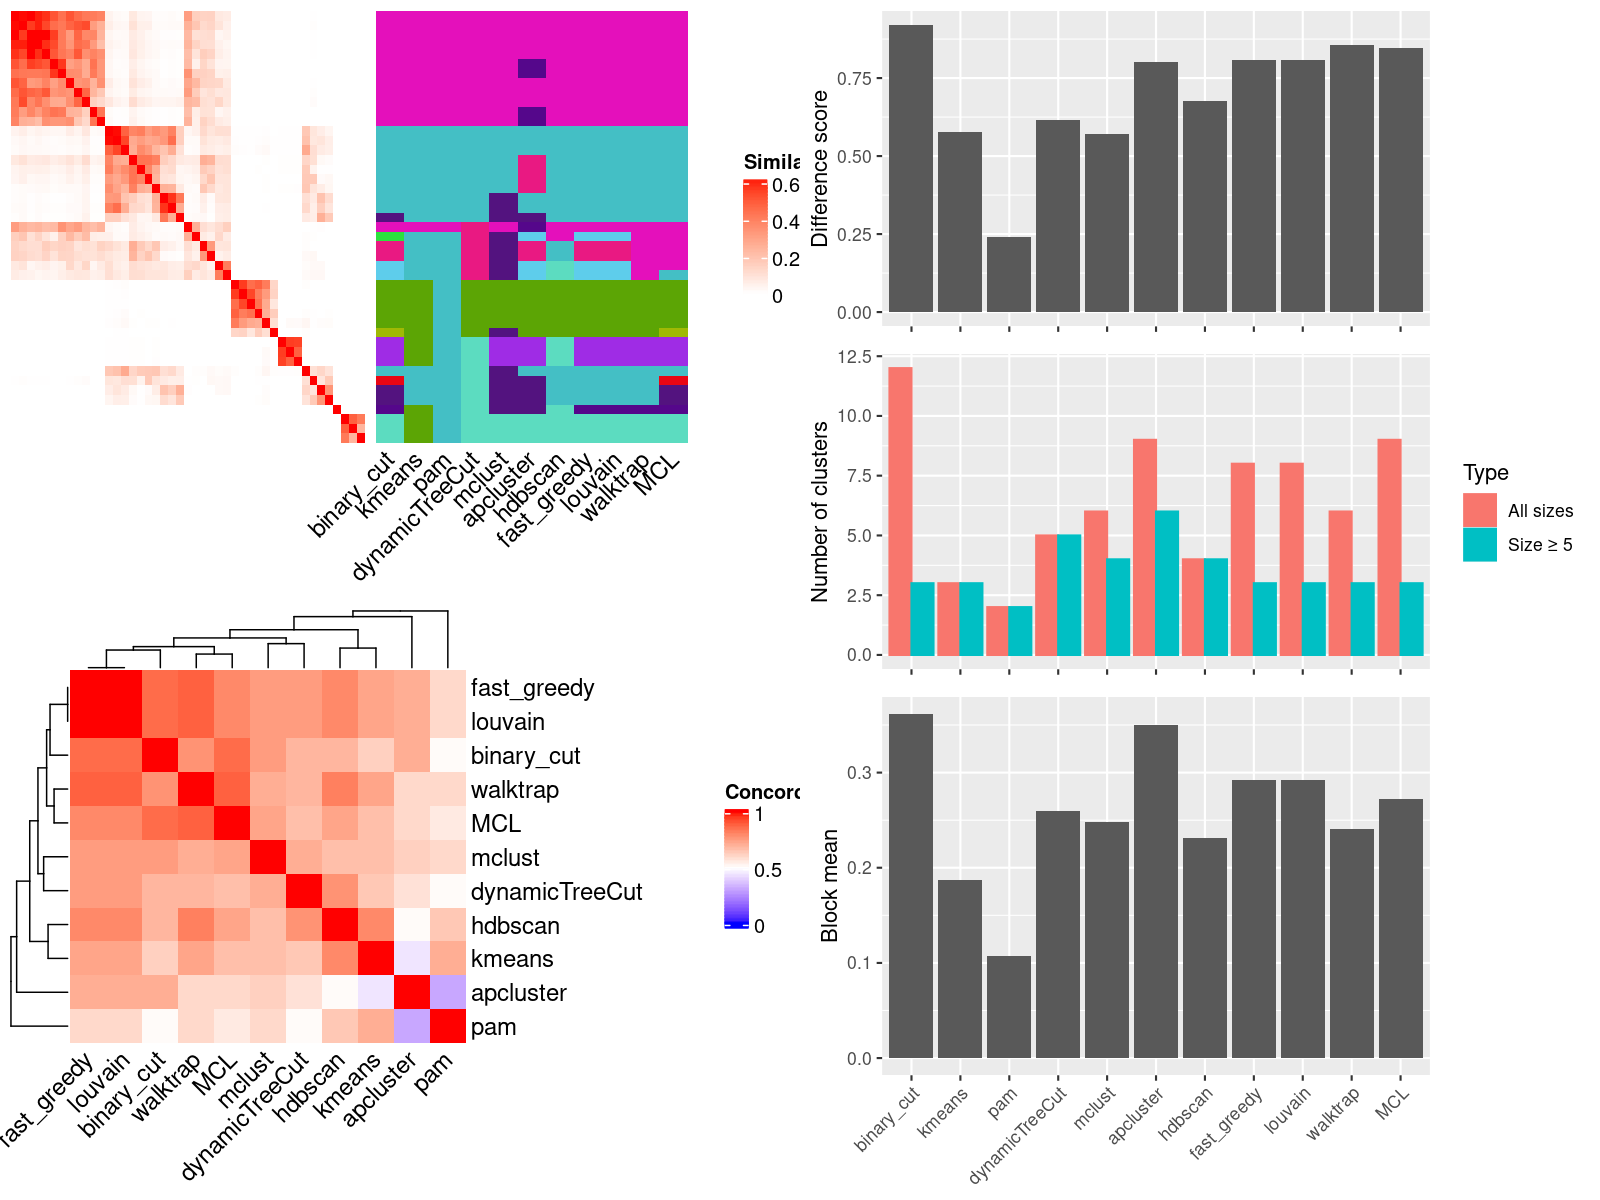 Simila
0.6
0.4
0.2
0
binary_cut
kmeans
pam
dynamicTreeCut
mclust
apcluster
hdbscan
fast_greedy
louvain
walktrap
MCL
fast_greedy
louvain
binary_cut
walktrap
MCL
mclust
dynamicTreeCut
hdbscan
kmeans
apcluster
pam
fast_greedy
louvain
binary_cut
walktrap
MCL
mclust
dynamicTreeCut
hdbscan
kmeans
apcluster
pam
Concord
1
0.5
0
Difference score
0.75
0.50
0.25
0.00
Number of clusters
12.5
10.0
7.5
5.0
2.5
0.0
Type
All sizes
Size ≥ 5
Block mean
0.3
0.2
0.1
0.0
binary_cut
kmeans
pam
dynamicTreeCut
mclust
apcluster
hdbscan
fast_greedy
louvain
walktrap
MCL